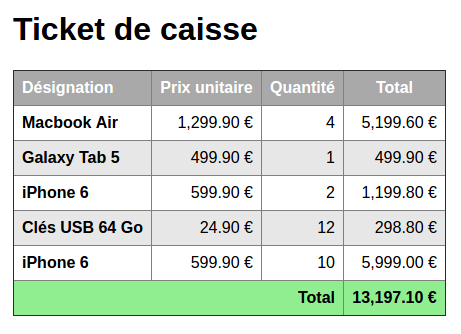 Ticket de caisse
Désignation Prix unitaire Quantité Total
Macbook Air 1,299.90 € 4 5,199.60 €
Galaxy Tab 5 499.90 € 1 499.90 €
iPhone 6 599.90 € 2 1,199.80 €
Clés USB 64 Go 24.90 € 12 298.80 €
iPhone 6 599.90 € 10 5,999.00 €
Total 13,197.10 €